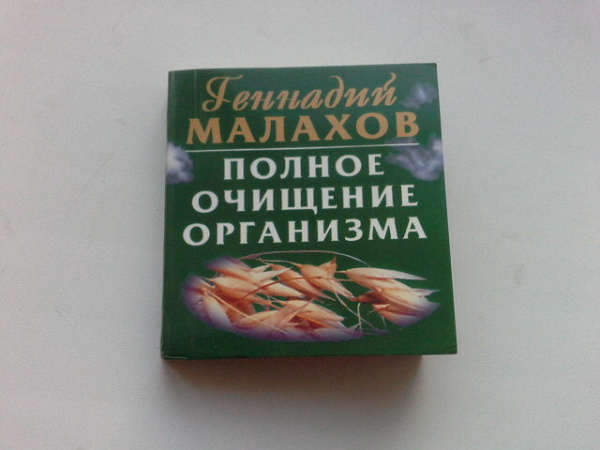 Геннадий
МАЛАХОВ
ПОЛНОЕ
ОЧИЩЕНИЕ
ОРГАНИЗМА